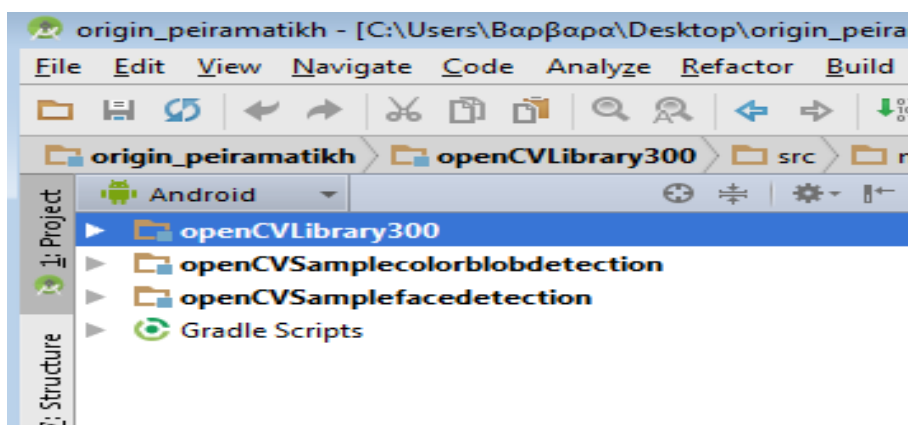 origin_peiramatikh - [C:\Users\Βαρβαρα\Desktop\origin_peira
File Edit View Navigate Code Analyze Refactor Build
origin_peiramatikh openCVLibrary300 src
Android
1: Project
openCVLibrary300
openCVSamplecolorblobdetection
openCVSamplefacedetection
Gradle Scripts
Structure